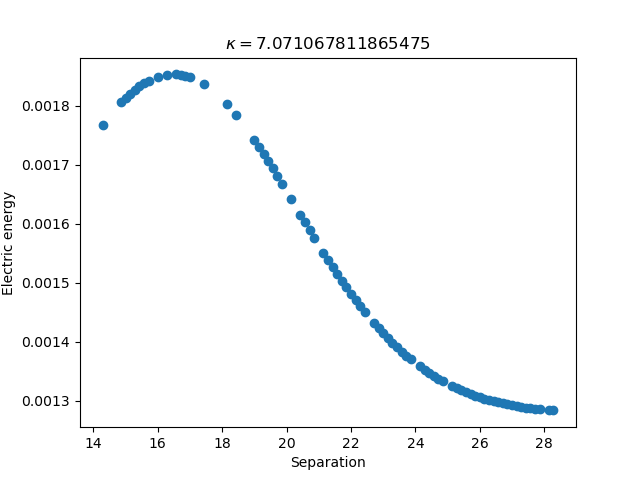 κ = 7.071067811865475
0.0018
0.0017
0.0016
0.0015
0.0014
0.0013
Electric energy
14 16 18 20 22 24 26 28
Separation